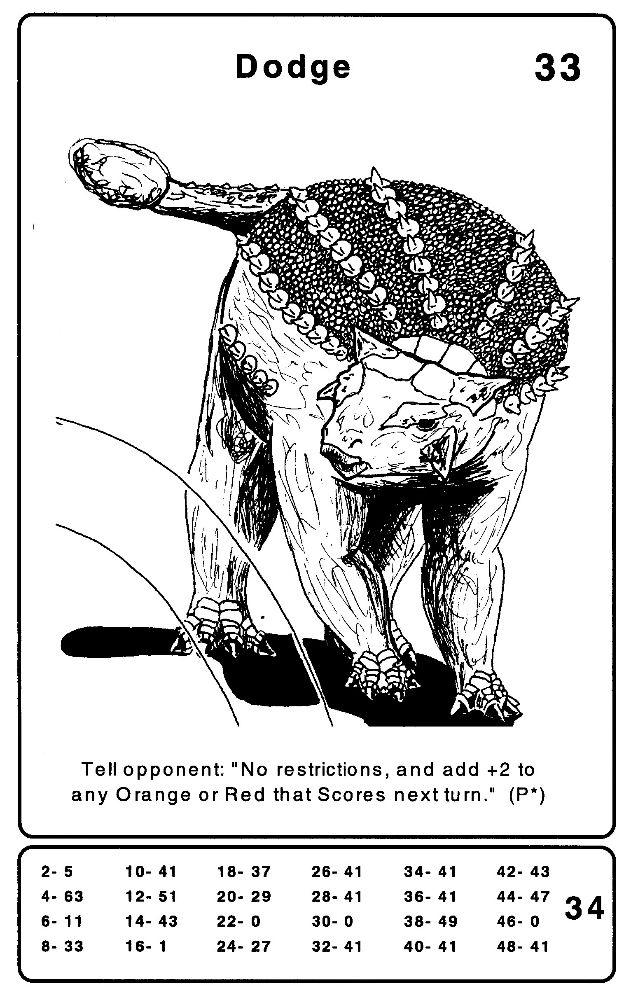 Dodge 33
Tell opponent: "No restrictions, and add +2 to
any Orange or Red that Scores next turn." (P*)
2- 5 10- 41 18- 37 26- 41 34- 41 42- 43
4- 63 12- 51 20- 29 28- 41 36- 41 44- 47
34
6- 11 14- 43 22- 0 30- 0 38- 49 46- 0
8- 33 16- 1 24- 27 32- 41 40- 41 48- 41